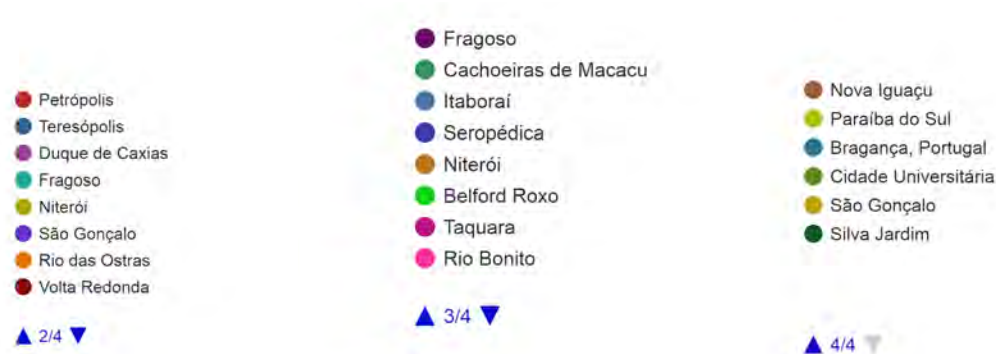 Petrópolis
Teresópolis
Duque de Caxias
Fragoso
Niterói
São Gonçalo
Rio das Ostras
Volta Redonda
2/4
Fragoso
Cachoeiras de Macacu
Itaboraí
Seropédica
Niterói
Belford Roxo
Taquara
Rio Bonito
3/4
Nova Iguaçu
Paraíba do Sul
Bragança, Portugal
Cidade Universitária
São Gonçalo
Silva Jardim
4/4